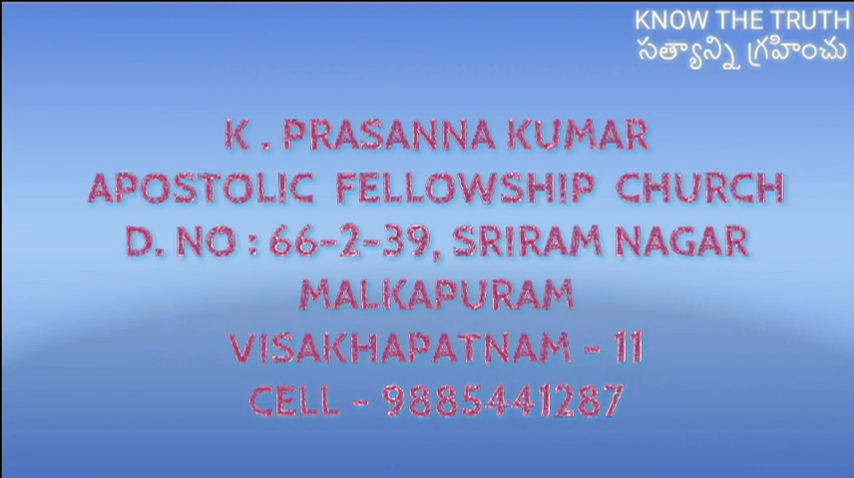 KNOW THE TRUTH
సత్యాన్ని గ్రహించు
K . PRASANNA KUMAR
APOSTOLIC FELLOWSHIP CHURCH
D. NO : 66-2-39, SRIRAM NAGAR
MALKAPURAM
VISAKHAPATNAM - 11
CELL - 9885441287